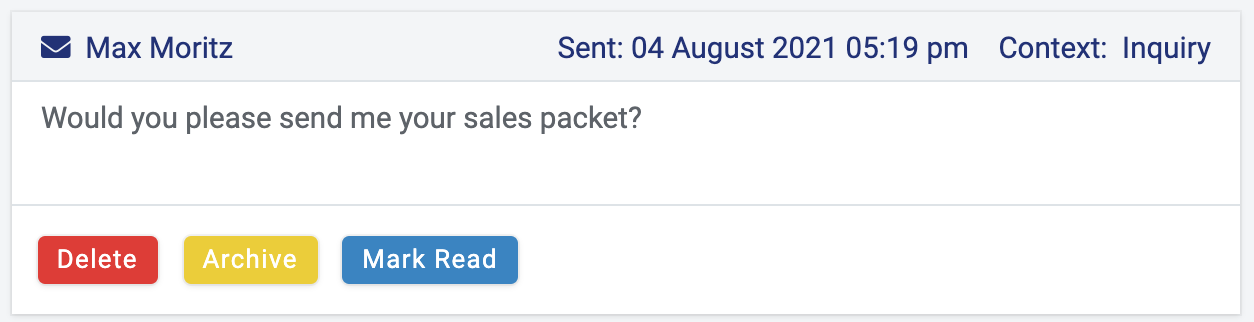 Max Moritz Sent: 04 August 2021 05:19 pm Context: Inquiry
Would you please send me your sales packet?
Delete Archive Mark Read